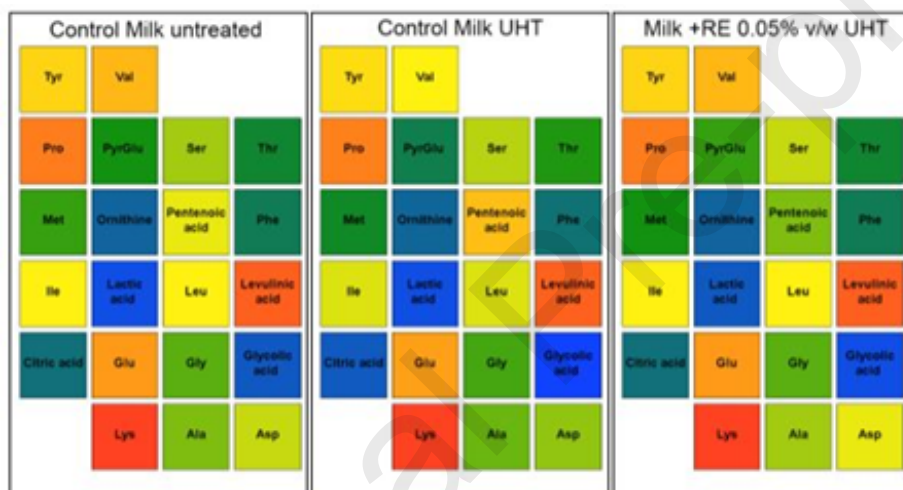 Control Milk untreated
Tyr Val
Pro PyrGlu Ser Thr
Met Ornithine Pentenoic acid Phe
Ile Lactic acid Leu Levulinic acid
Citric acid Glu Gly Glycolic acid
Lys Ala Asp
Control Milk UHT
Tyr Val
Pro PyrGlu Ser Thr
Met Ornithine Pentenoic acid Phe
Ile Lactic acid Leu Levulinic acid
Citric acid Glu Gly Glycolic acid
Lys Ala Asp
Milk +RE 0.05% v/w UHT
Tyr Val
Pro PyrGlu Ser Thr
Met Ornithine Pentenoic acid Phe
Ile Lactic acid Leu Levulinic acid
Citric acid Glu Gly Glycolic acid
Lys Ala Asp